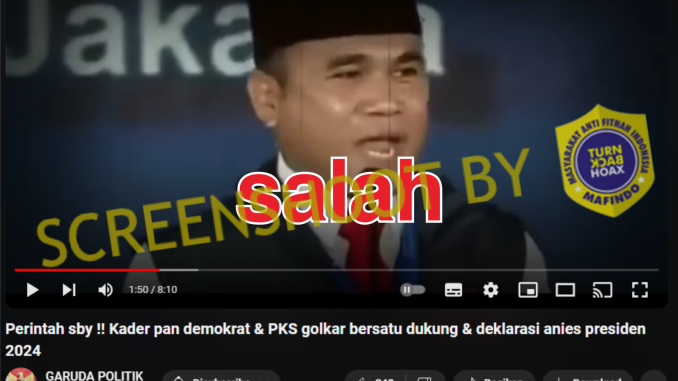 Jakarta
SCREENSHOOT BY
salah
MASYARAKAT ANTI FITNAH INDONESIA
TURN
BACK
HOAX
MAFINDO
1:50 / 8:10
Perintah sby !! Kader pan demokrat & PKS golkar bersatu dukung & deklarasi anies presiden
2024
GARUDA POLITIK